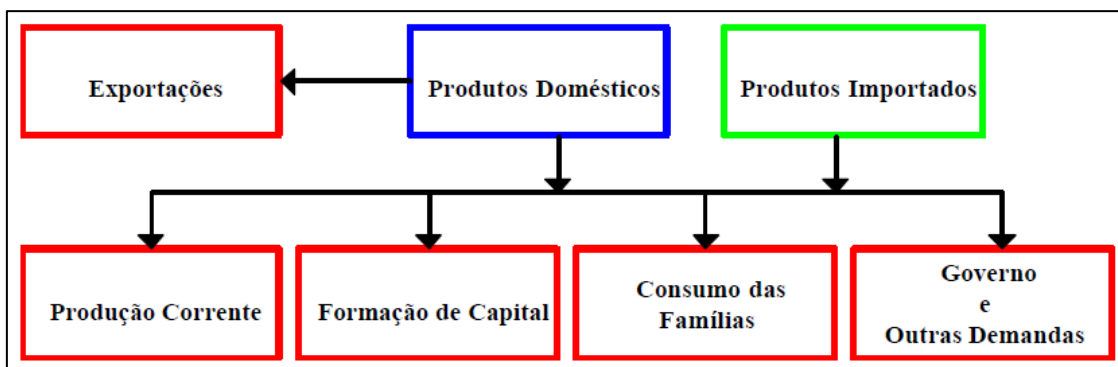 Exportações
Produtos Domésticos
Produtos Importados
Produção Corrente
Formação de Capital
Consumo das
Famílias
Governo
e
Outras Demandas